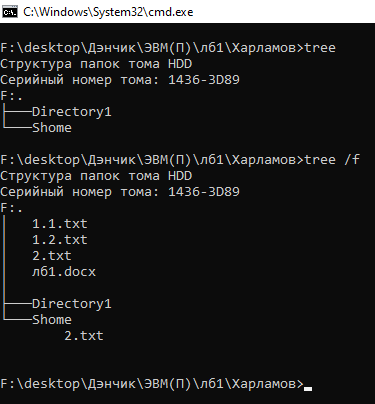 C:\Windows\System32\cmd.exe
F:\desktop\Дэнчик\ЭВМ(П)\лб1\Харламов>tree
Структура папок тома HDD
Серийный номер тома: 1436-3D89
F:.
├───Directory1
└───Shome
F:\desktop\Дэнчик\ЭВМ(П)\лб1\Харламов>tree /f
Структура папок тома HDD
Серийный номер тома: 1436-3D89
F:.
│   1.1.txt
│   1.2.txt
│   2.txt
│   лб1.docx
│
├───Directory1
└───Shome
        2.txt
F:\desktop\Дэнчик\ЭВМ(П)\лб1\Харламов>